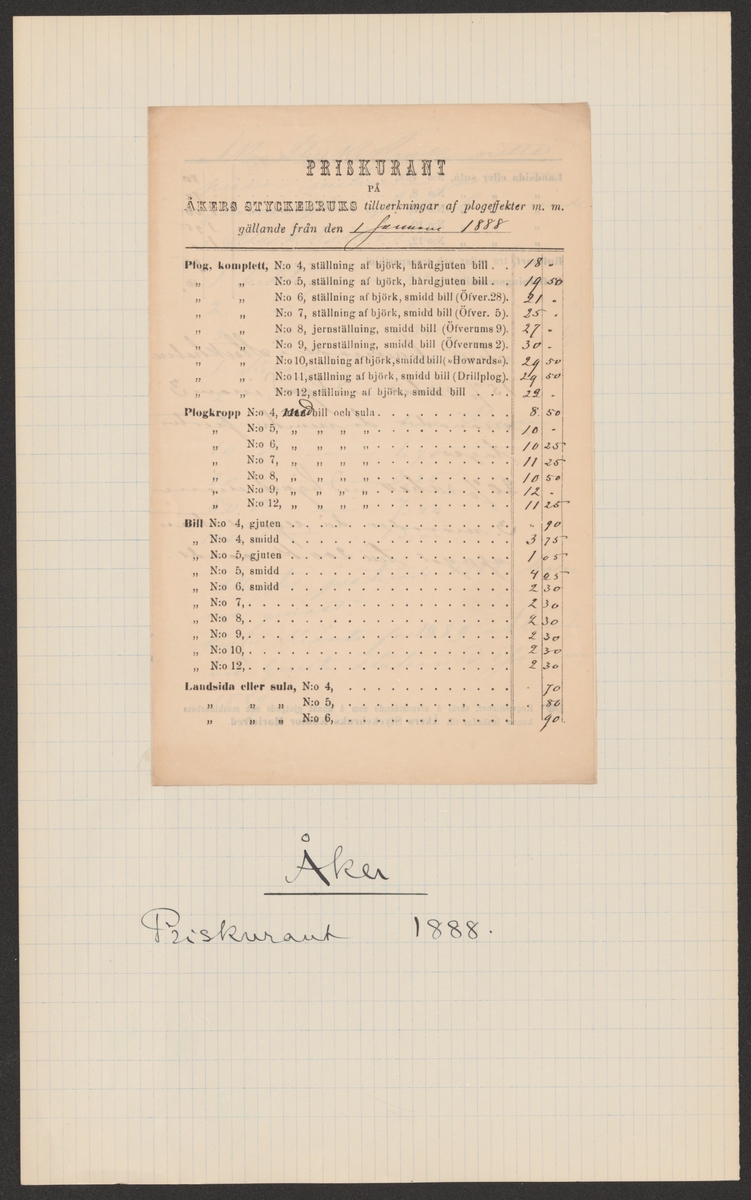 PRISKURANT
PÅ
ÅKERS STYCKEBRUKS tillverkningar af plogeffekter m. m.
gällande från den 1 Januari 1888
Plog, komplett, N:o 4, ställning af björk, hårdgjuten bill . . 18 -
„ „ N:o 5, ställning af björk, hårdgjuten bill . . 19 50
„ „ N:o 6, ställning af björk, smidd bill (Öfver.28). 21 -
„ „ N:o 7, ställning af björk, smidd bill (Öfver. 5). 25 -
„ „ N:o 8, jernställning, smidd bill (Öfverums 9). 27 -
„ „ N:o 9, jernställning, smidd bill (Öfverums 2). 30 -
„ „ N:o 10, ställning af björk, smidd bill (»Howards»). 29 50
„ „ N:o 11, ställning af björk, smidd bill (Drillplog). 29 50
„ „ N:o 12, ställning af björk, smidd bill . . . 22 -
Plogkropp N:o 4, med bill och sula . . . . . . . . . . 8 50
„ N:o 5, „ „ „ „ . . . . . . . . . . 10 -
„ N:o 6, „ „ „ „ . . . . . . . . . . 10 25
„ N:o 7, „ „ „ „ . . . . . . . . . . 11 25
„ N:o 8, „ „ „ „ . . . . . . . . . . 10 50
„ N:o 9, „ „ „ „ . . . . . . . . . . 12 -
„ N:o 12, „ „ „ „ . . . . . . . . . . 11 25
Bill N:o 4, gjuten . . . . . . . . . . . . . . „ 90
„ N:o 4, smidd . . . . . . . . . . . . . . 3 75
„ N:o 5, gjuten . . . . . . . . . . . . . . 1 05
„ N:o 5, smidd . . . . . . . . . . . . . . 4 05
„ N:o 6, smidd . . . . . . . . . . . . . . 2 30
„ N:o 7, . . . . . . . . . . . . . . . . . 2 30
„ N:o 8, . . . . . . . . . . . . . . . . . 2 30
„ N:o 9, . . . . . . . . . . . . . . . . . 2 30
„ N:o 10, . . . . . . . . . . . . . . . . . 2 30
„ N:o 12, . . . . . . . . . . . . . . . . . 2 30
Landsida eller sula, N:o 4, . . . . . . . . . . . 70
„ „ „ N:o 5, . . . . . . . . . . . 80
„ „ „ N:o 6, . . . . . . . . . . . 90
Åker
Priskurant 1888.